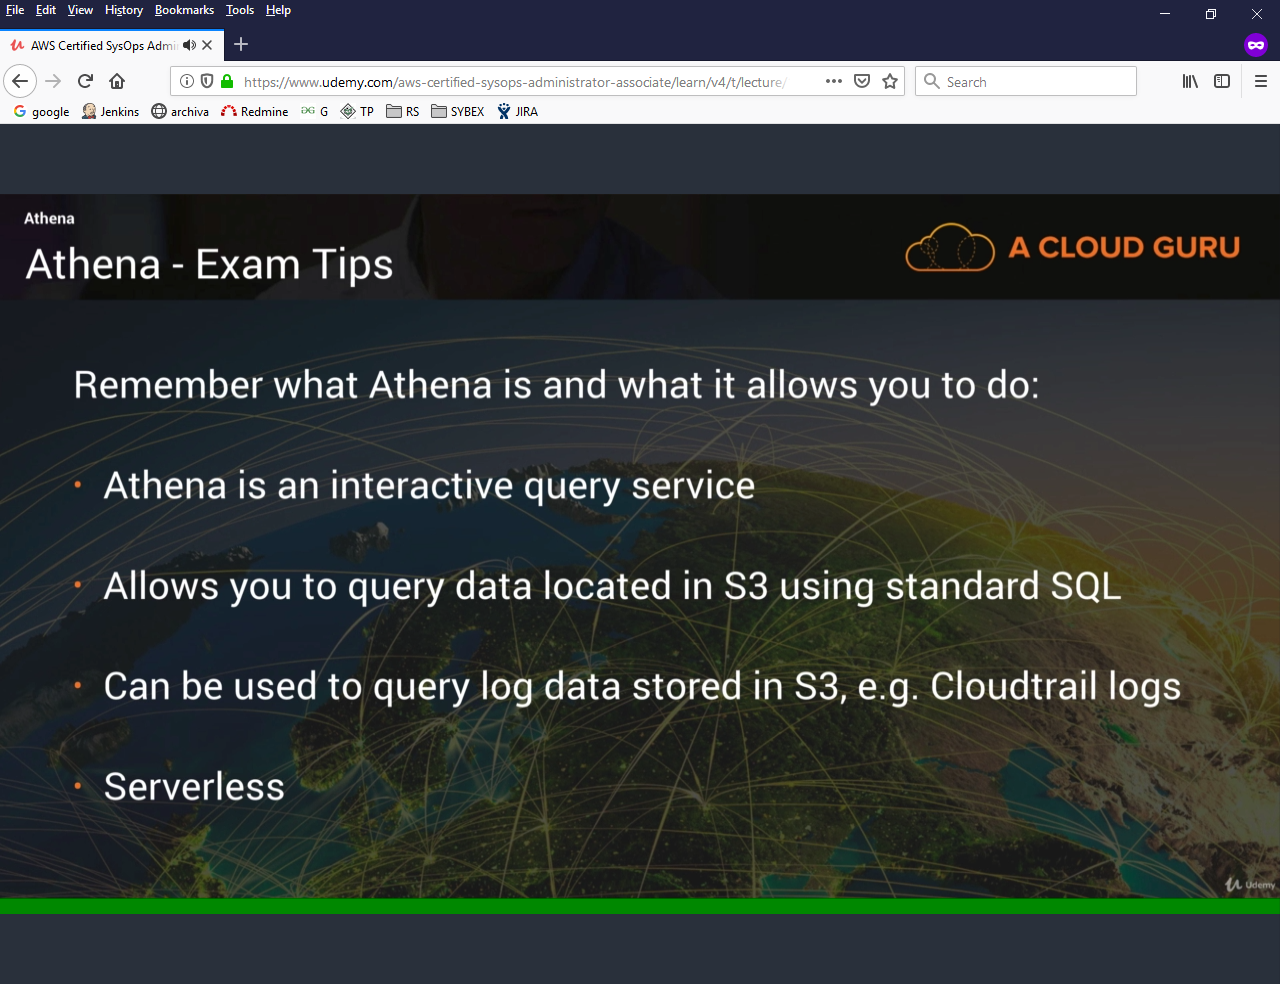 File Edit View History Bookmarks Tools Help
AWS Certified SysOps Admi
https://www.udemy.com/aws-certified-sysops-administrator-associate/learn/v4/t/lecture/
Search
google Jenkins archiva Redmine G TP RS SYBEX JIRA
Athena
Athena - Exam Tips
A CLOUD GURU
Remember what Athena is and what it allows you to do:
• Athena is an interactive query service
• Allows you to query data located in S3 using standard SQL
• Can be used to query log data stored in S3, e.g. Cloudtrail logs
• Serverless
Udemy